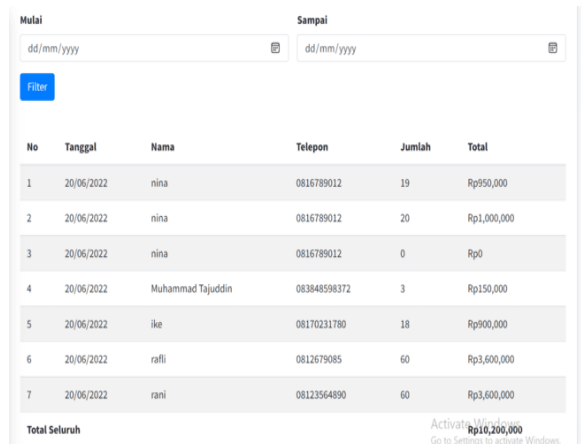 Mulai Sampai
dd/mm/yyyy dd/mm/yyyy
Filter
No Tanggal Nama Telepon Jumlah Total
1 20/06/2022 nina 0816789012 19 Rp950,000
2 20/06/2022 nina 0816789012 20 Rp1,000,000
3 20/06/2022 nina 0816789012 0 Rp0
4 20/06/2022 Muhammad Tajuddin 083848598372 3 Rp150,000
5 20/06/2022 ike 08170231780 18 Rp900,000
6 20/06/2022 rafli 0812679085 60 Rp3,600,000
7 20/06/2022 rani 08123564890 60 Rp3,600,000
Activate Windows
Total Seluruh Rp10,200,000
Go to Settings to activate Windows.